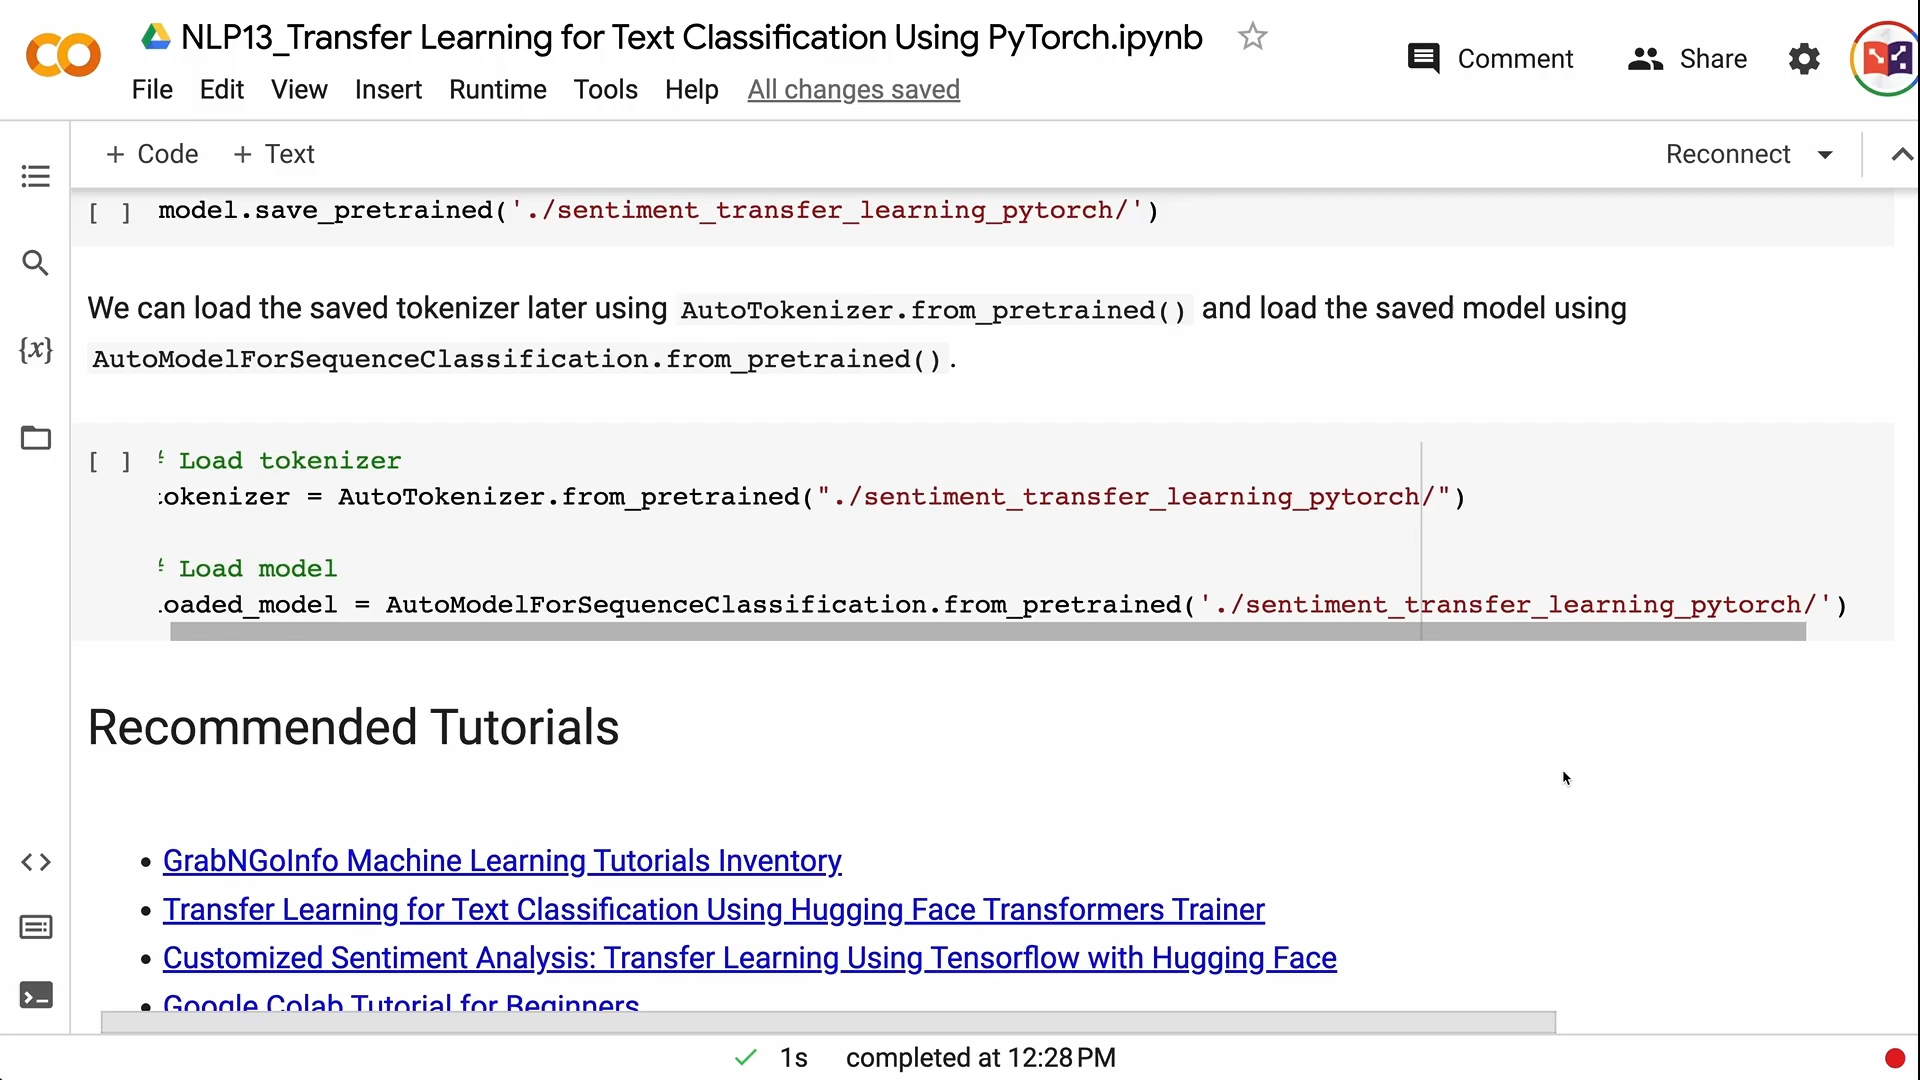 NLP13_Transfer Learning for Text Classification Using PyTorch.ipynb
Comment
Share
File Edit View Insert Runtime Tools Help All changes saved
+ Code + Text
Reconnect
[ ] model.save_pretrained('./sentiment_transfer_learning_pytorch/')
{x}
We can load the saved tokenizer later using AutoTokenizer.from_pretrained() and load the saved model using
AutoModelForSequenceClassification.from_pretrained().
[ ] # Load tokenizer
tokenizer = AutoTokenizer.from_pretrained("./sentiment_transfer_learning_pytorch/")
# Load model
loaded_model = AutoModelForSequenceClassification.from_pretrained('./sentiment_transfer_learning_pytorch/')
Recommended Tutorials
• GrabNGoInfo Machine Learning Tutorials Inventory
• Transfer Learning for Text Classification Using Hugging Face Transformers Trainer
• Customized Sentiment Analysis: Transfer Learning Using Tensorflow with Hugging Face
• Google Colab Tutorial for Beginners
1s completed at 12:28 PM